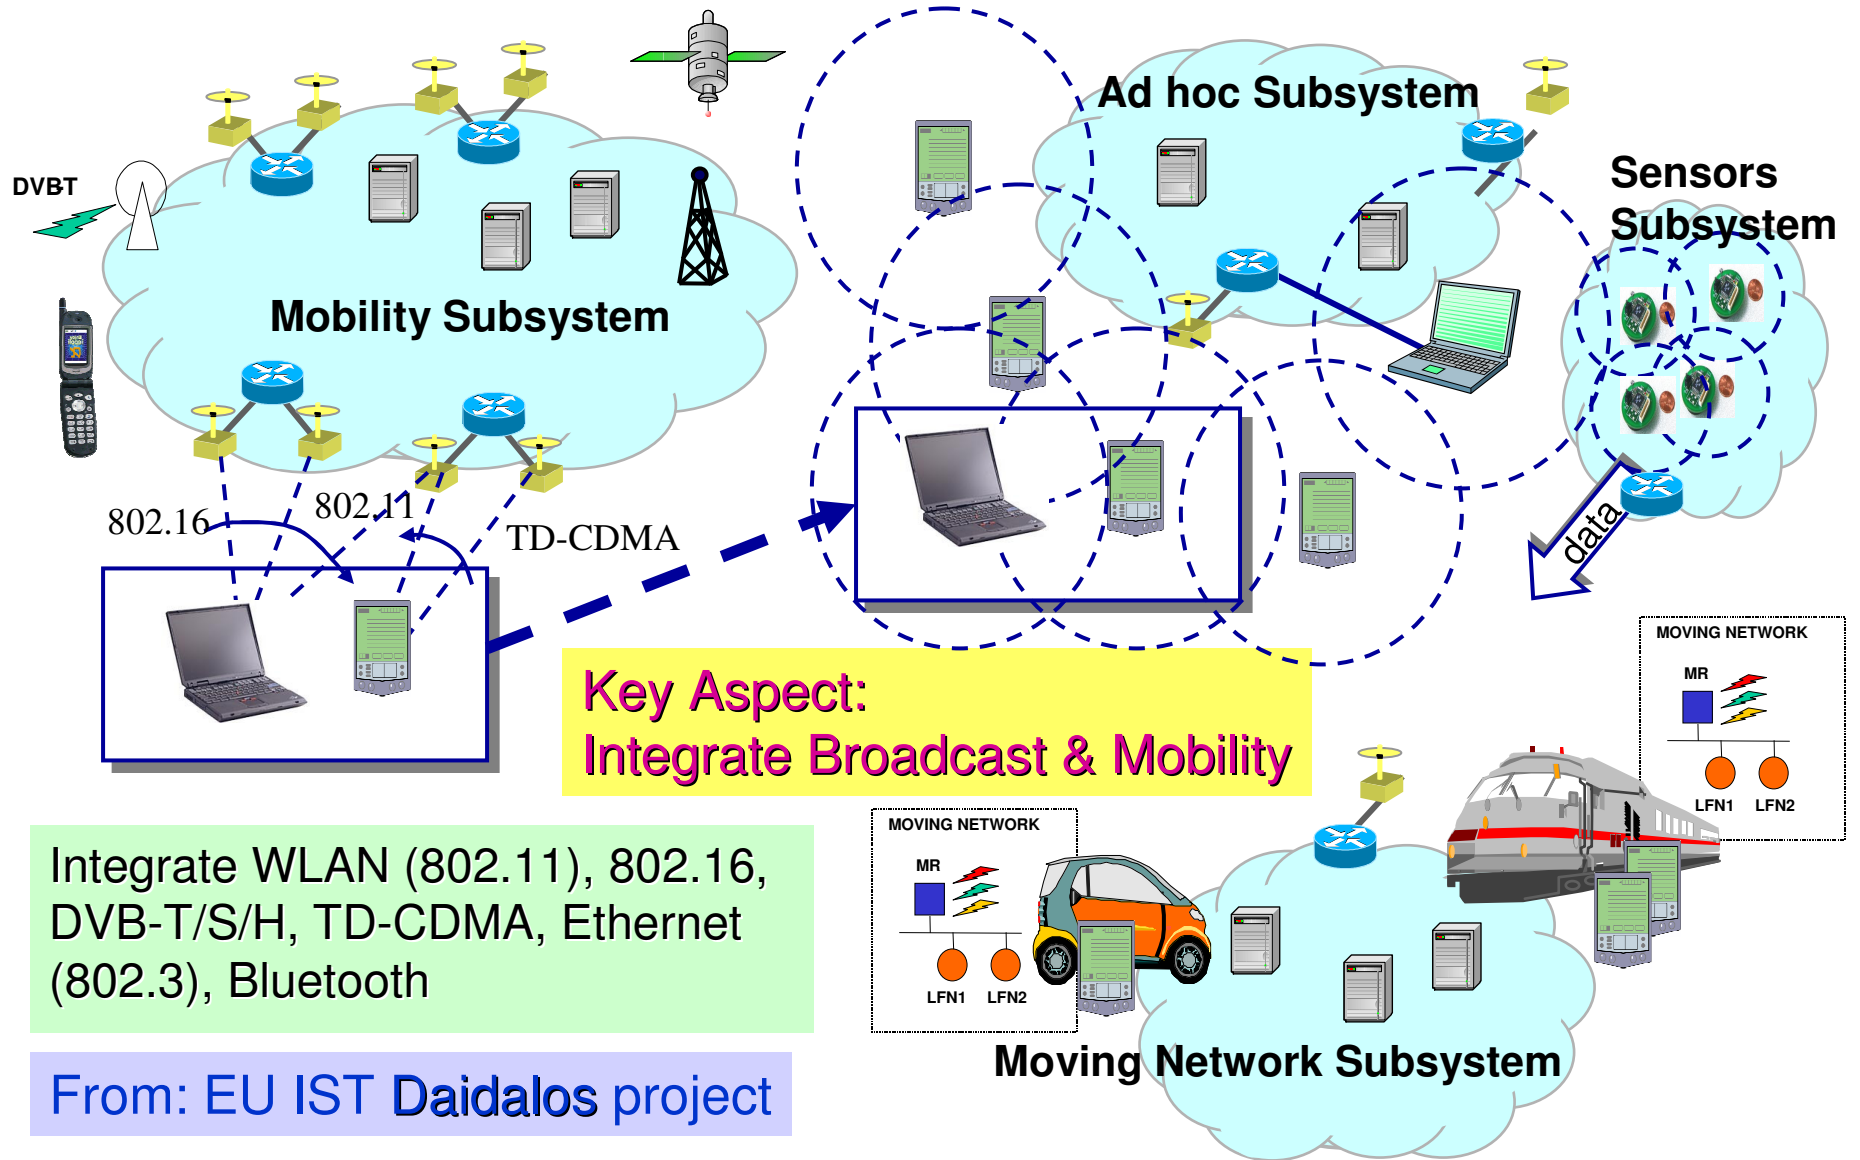 Ad hoc Subsystem
Sensors
Subsystem
DVBT
Mobility Subsystem
802.16
802.11
TD-CDMA
data
MOVING NETWORK
MR
LFN1 LFN2
Key Aspect:
Integrate Broadcast & Mobility
MOVING NETWORK
MR
LFN1 LFN2
Integrate WLAN (802.11), 802.16,
DVB-T/S/H, TD-CDMA, Ethernet
(802.3), Bluetooth
Moving Network Subsystem
From: EU IST Daidalos project